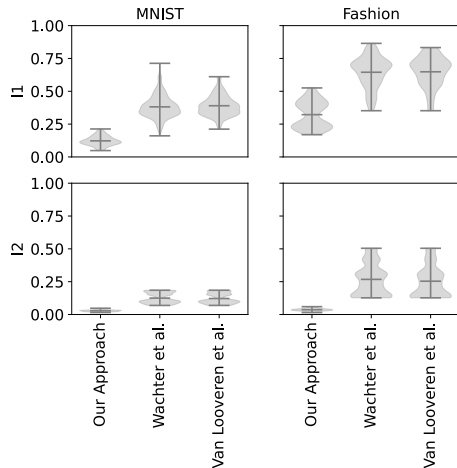 MNIST
Fashion
1.00
0.75
0.50
0.25
0.00
l1
1.00
0.75
0.50
0.25
0.00
l2
Our Approach
Wachter et al.
Van Looveren et al.
Our Approach
Wachter et al.
Van Looveren et al.